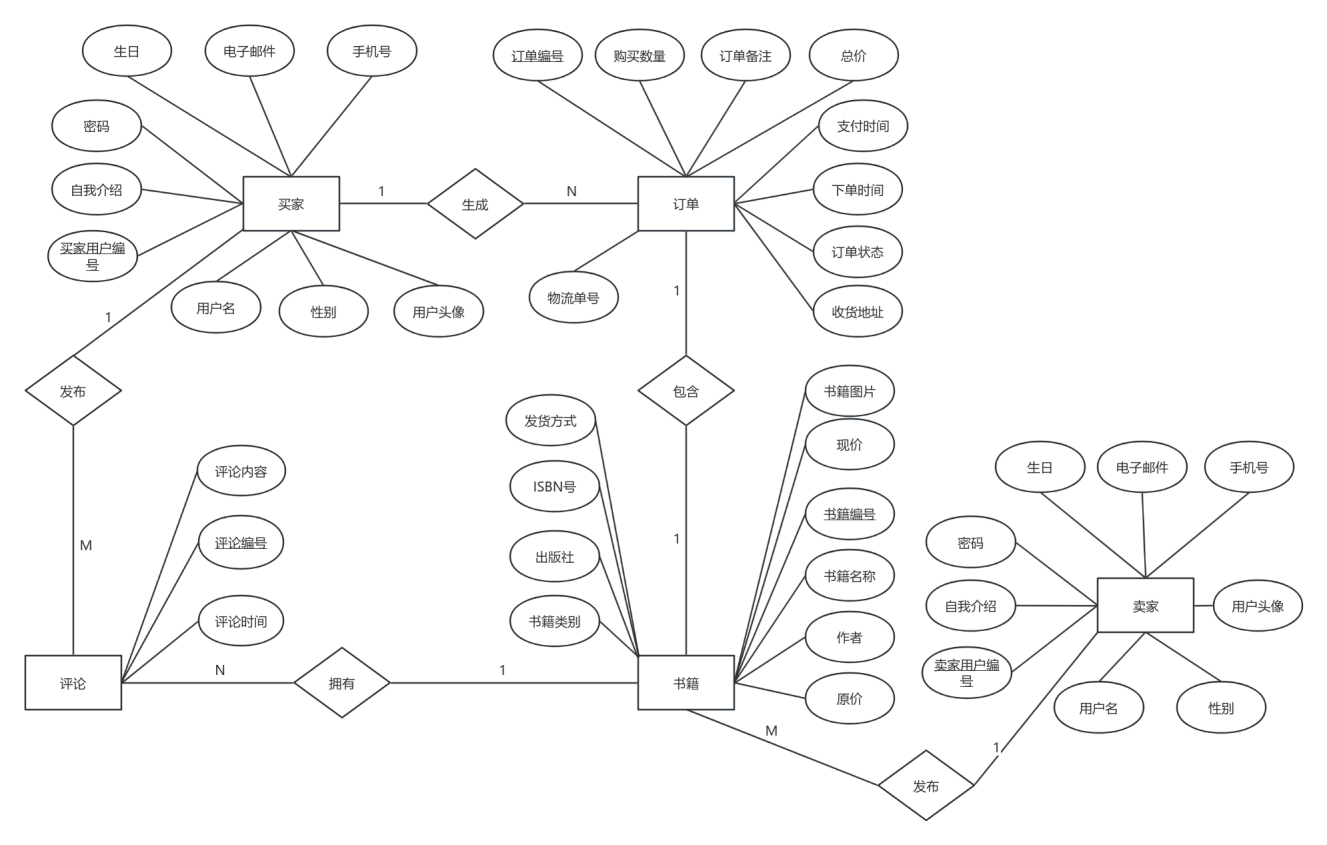 生日
电子邮件
手机号
订单编号
购买数量
订单备注
总价
密码
支付时间
自我介绍
买家
1
生成
N
订单
下单时间
买家用户编
号
订单状态
用户名
性别
用户头像
物流单号
1
收货地址
1
发布
包含
书籍图片
发货方式
现价
评论内容
ISBN号
生日
电子邮件
手机号
书籍编号
M
评论编号
出版社
1
密码
书籍名称
评论时间
书籍类别
自我介绍
卖家
用户头像
作者
评论
N
拥有
1
书籍
卖家用户编
号
原价
用户名
性别
M
1
发布